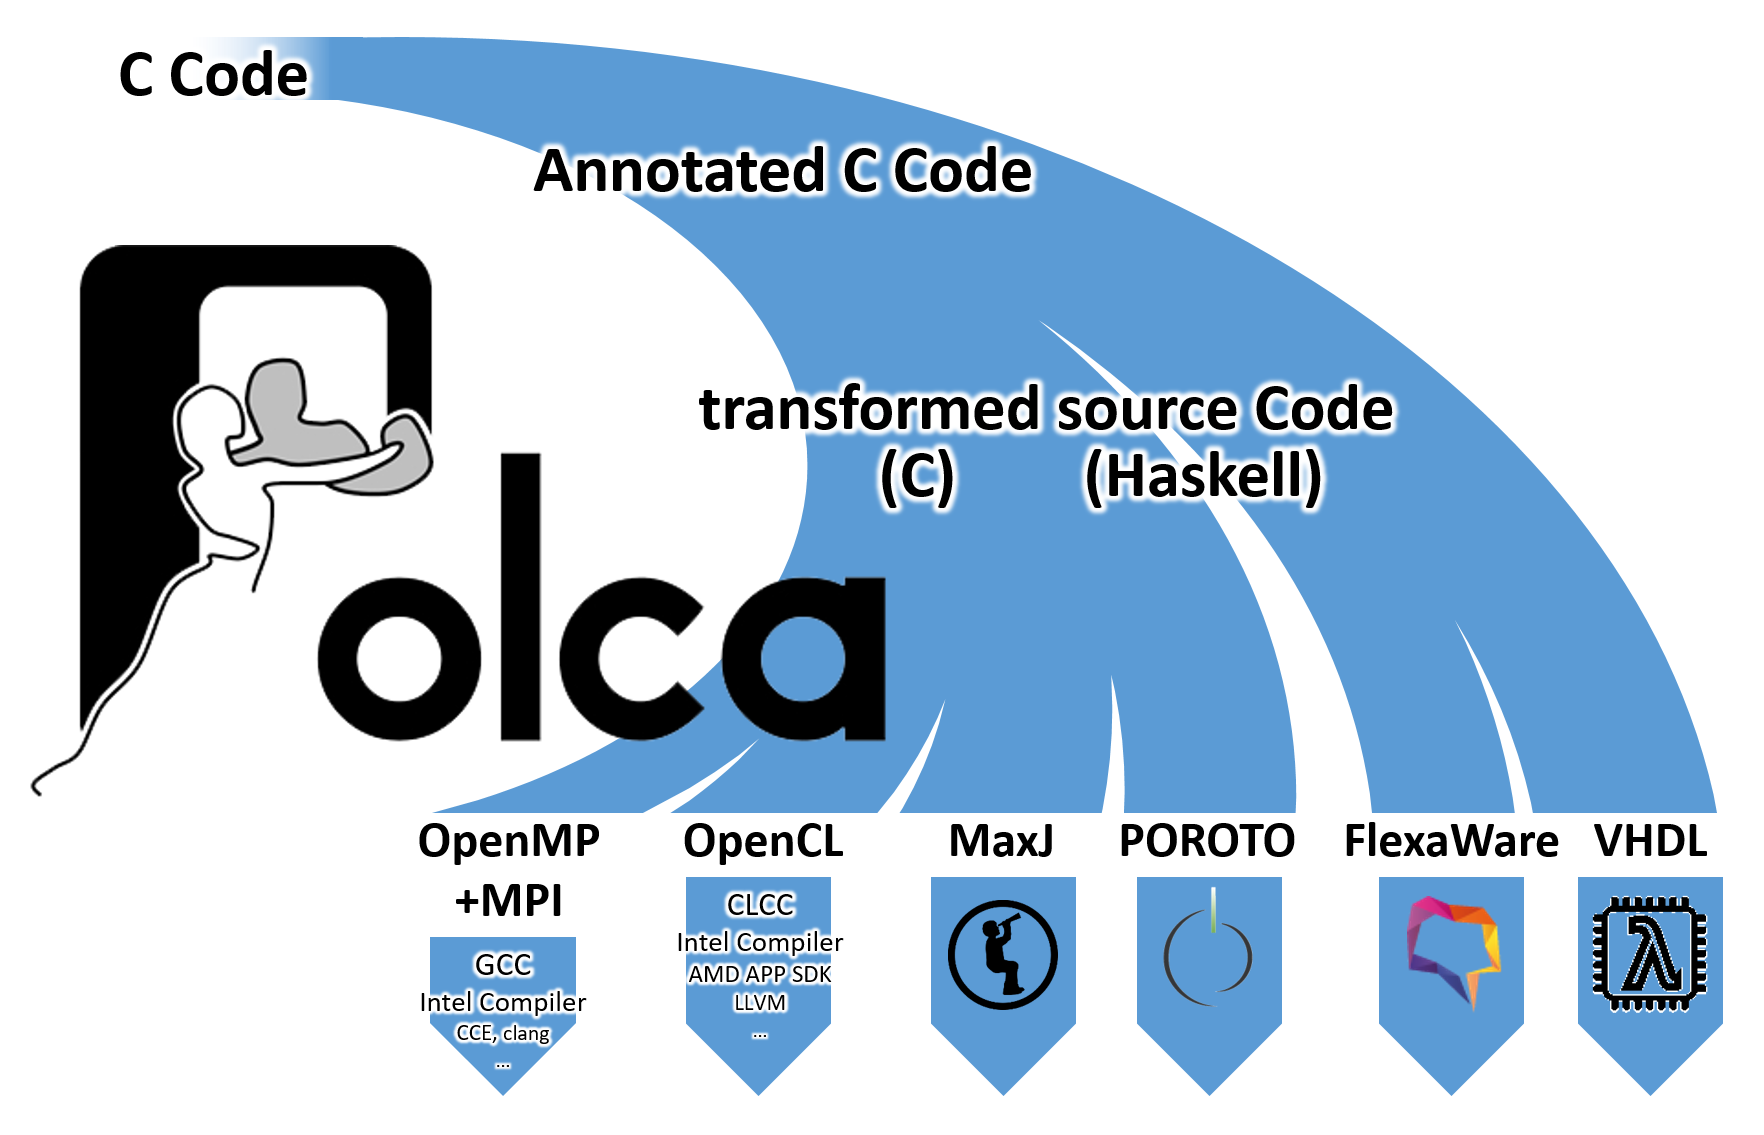 C Code
Annotated C Code
transformed source Code
(C) (Haskell)
Polca
OpenMP
+MPI
GCC
Intel Compiler
CCE, clang
...
OpenCL
CLCC
Intel Compiler
AMD APP SDK
LLVM
...
MaxJ
POROTO
FlexaWare
VHDL
λ